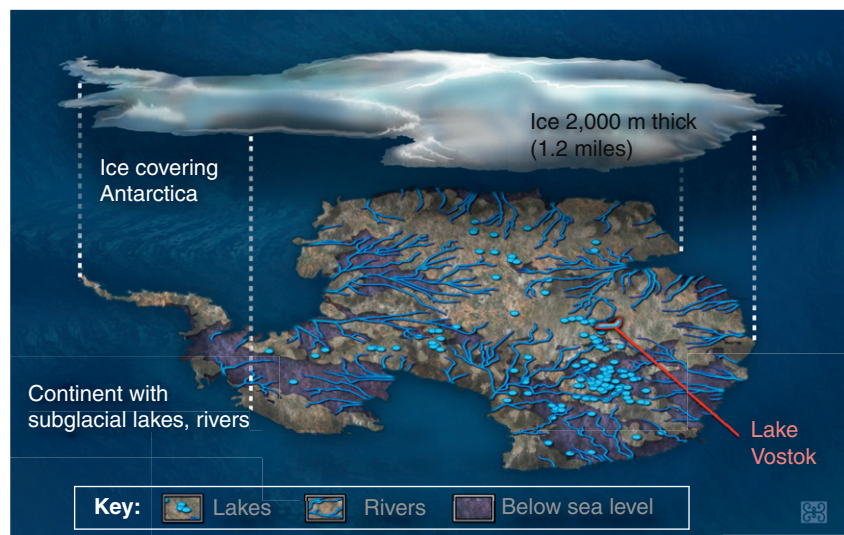 Ice 2,000 m thick
(1.2 miles)
Ice covering
Antarctica
Continent with
subglacial lakes, rivers
Lake
Vostok
Key: Lakes Rivers Below sea level